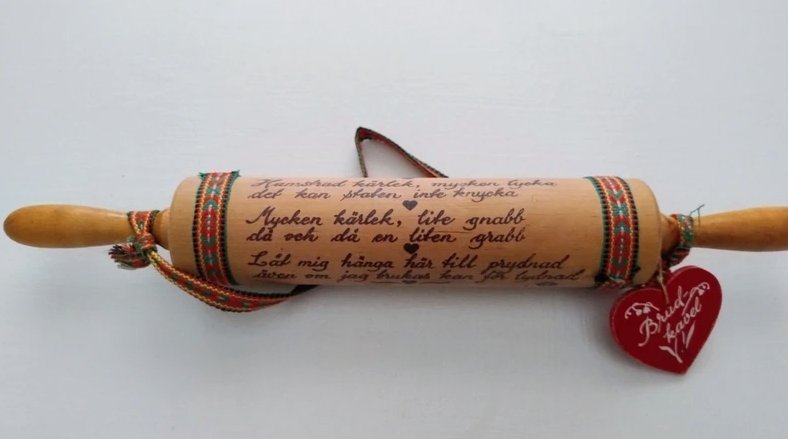 Hamstrad kärlek, mycken lycka
det kan staten inte knycka
Mycken kärlek, lite gnabb
då och då en liten grabb
Låt mig hänga här till prydnad
även om jag brukas kan för lydnad
Brud-
kavel